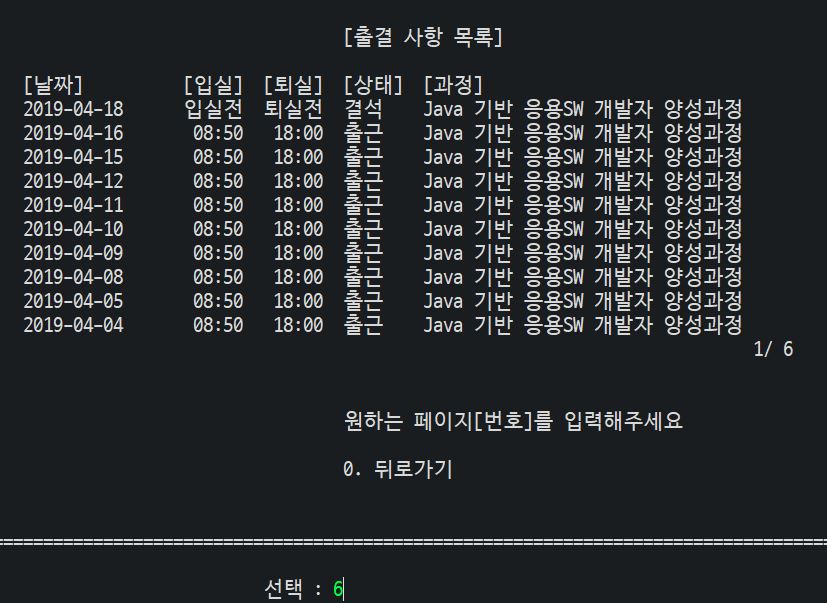 [출결 사항 목록]
[날짜] [입실] [퇴실] [상태] [과정]
2019-04-18 입실전 퇴실전 결석 Java 기반 응용SW 개발자 양성과정
2019-04-16 08:50 18:00 출근 Java 기반 응용SW 개발자 양성과정
2019-04-15 08:50 18:00 출근 Java 기반 응용SW 개발자 양성과정
2019-04-12 08:50 18:00 출근 Java 기반 응용SW 개발자 양성과정
2019-04-11 08:50 18:00 출근 Java 기반 응용SW 개발자 양성과정
2019-04-10 08:50 18:00 출근 Java 기반 응용SW 개발자 양성과정
2019-04-09 08:50 18:00 출근 Java 기반 응용SW 개발자 양성과정
2019-04-08 08:50 18:00 출근 Java 기반 응용SW 개발자 양성과정
2019-04-05 08:50 18:00 출근 Java 기반 응용SW 개발자 양성과정
2019-04-04 08:50 18:00 출근 Java 기반 응용SW 개발자 양성과정
1/ 6
원하는 페이지[번호]를 입력해주세요
0. 뒤로가기
선택 : 6